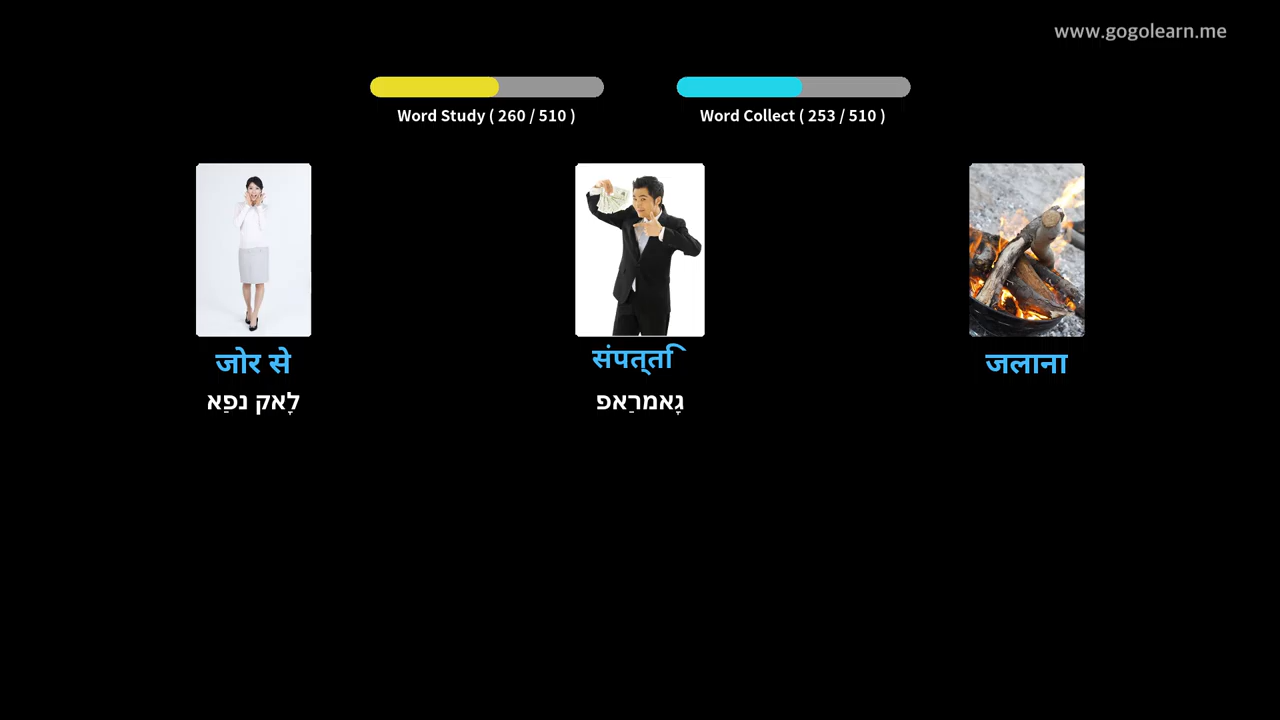 www.gogolearn.me
Word Study ( 260 / 510 )
Word Collect ( 253 / 510 )
जोर से
संपत्ति
जलाना
לָאק נפַא
גָאמרַאפ